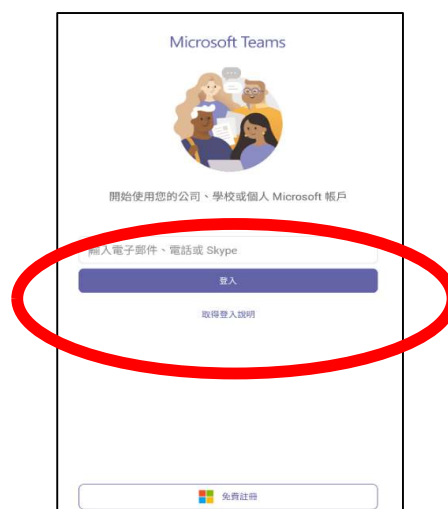 Microsoft Teams
開始使用您的公司、學校或個人 Microsoft 帳戶
輸入電子郵件、電話或 Skype
登入
取得登入說明
免費註冊